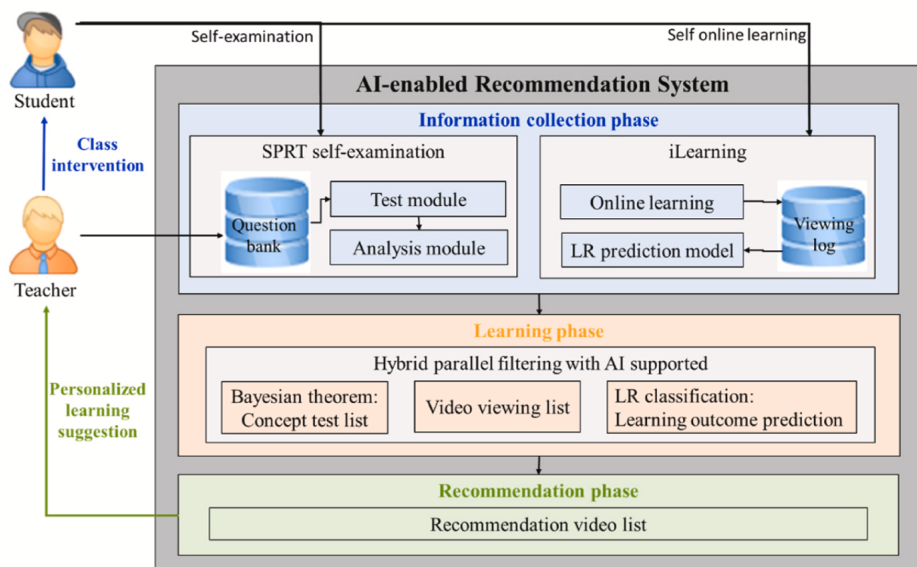 Self-examination
Self online learning
Student
AI-enabled Recommendation System
Information collection phase
Class
intervention
SPRT self-examination
Question
bank
Test module
Analysis module
iLearning
Online learning
LR prediction model
Viewing
log
Teacher
Learning phase
Hybrid parallel filtering with AI supported
Bayesian theorem:
Concept test list
Video viewing list
LR classification:
Learning outcome prediction
Personalized
learning
suggestion
Recommendation phase
Recommendation video list